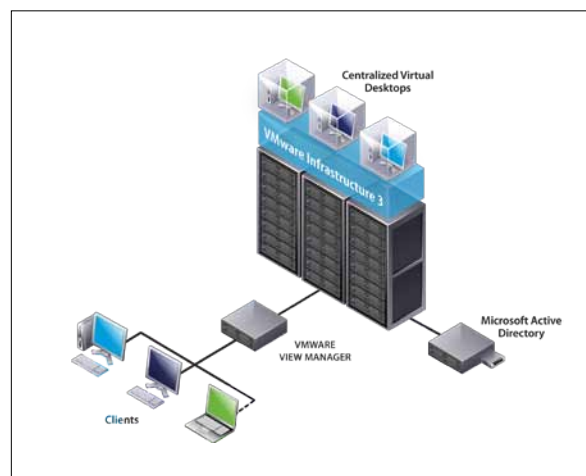 Centralized Virtual
Desktops
VMware Infrastructure 3
Microsoft Active
Directory
VMWARE
VIEW MANAGER
Clients